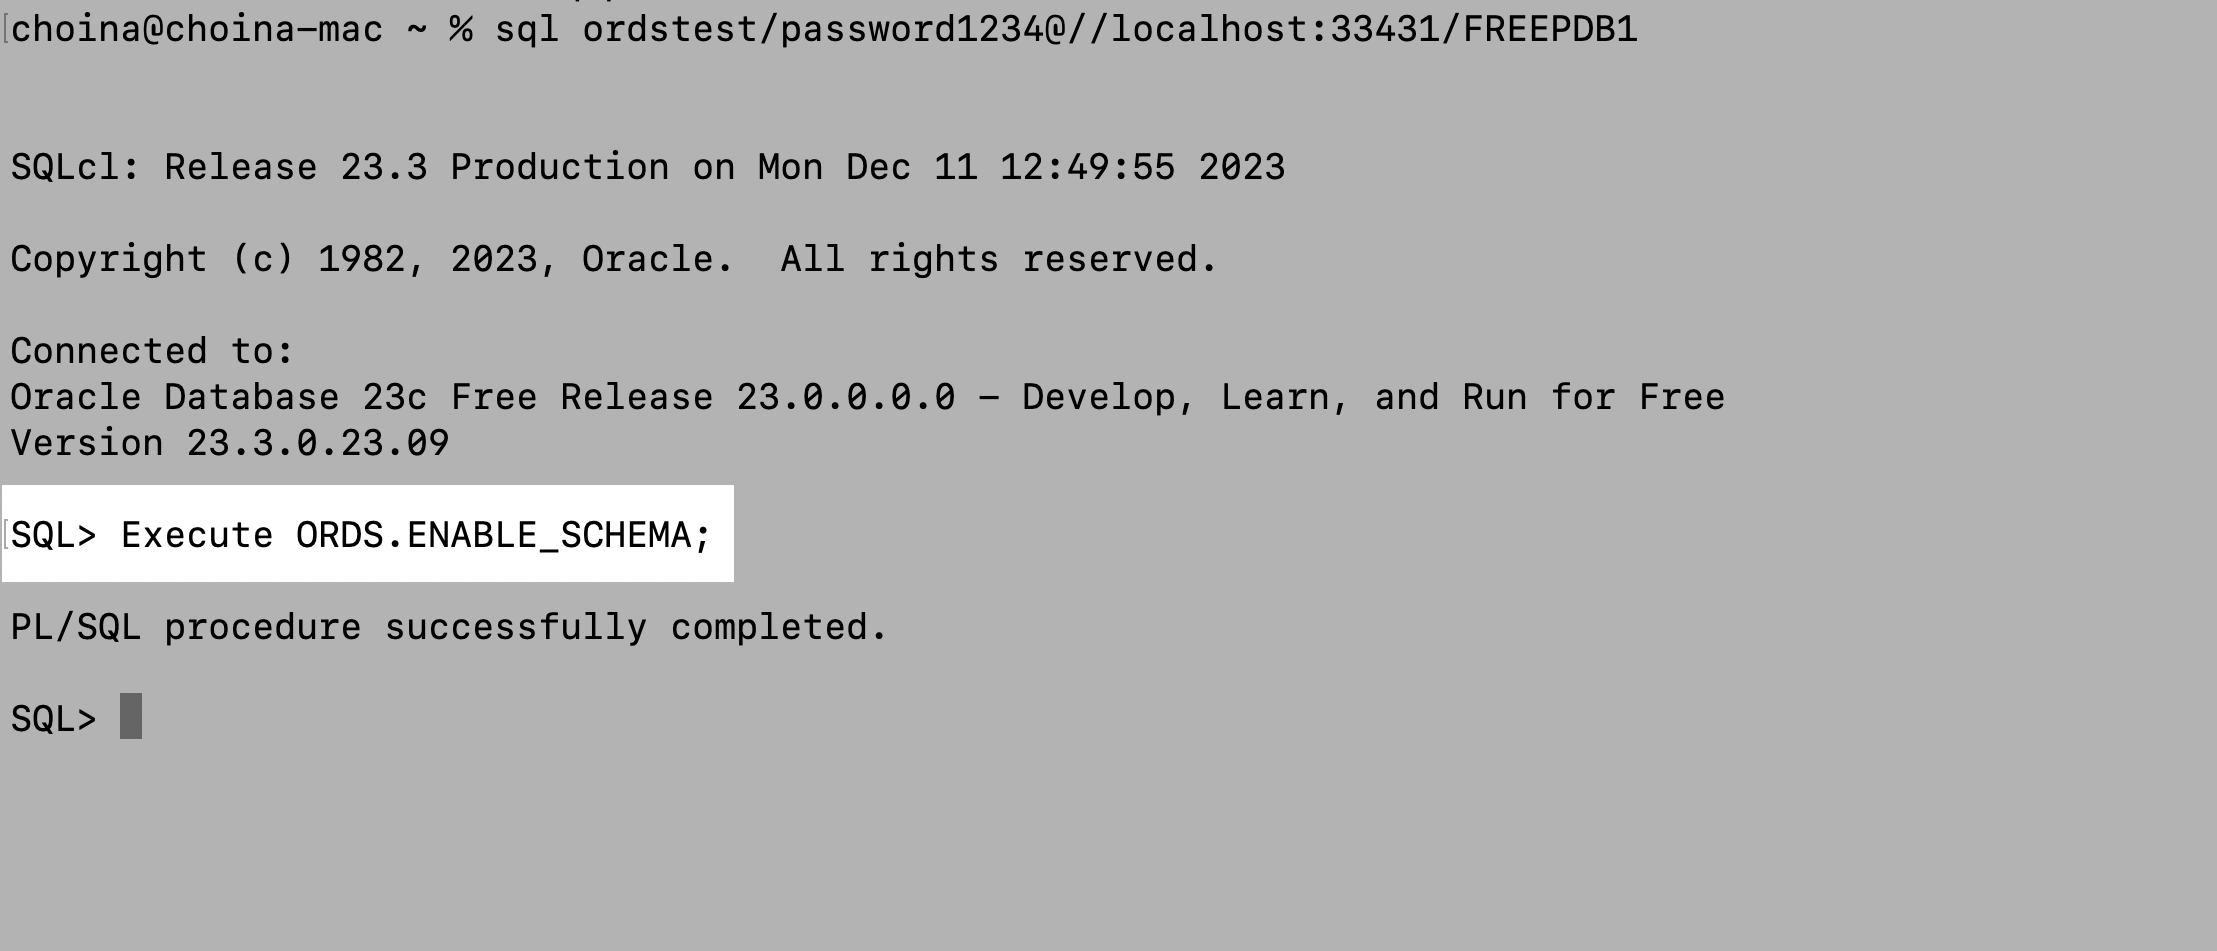 choina@choina-mac ~ % sql ordstest/password1234@//localhost:33431/FREEPDB1
SQLcl: Release 23.3 Production on Mon Dec 11 12:49:55 2023
Copyright (c) 1982, 2023, Oracle.  All rights reserved.
Connected to:
Oracle Database 23c Free Release 23.0.0.0.0 – Develop, Learn, and Run for Free
Version 23.3.0.23.09
SQL> Execute ORDS.ENABLE_SCHEMA;
PL/SQL procedure successfully completed.
SQL>